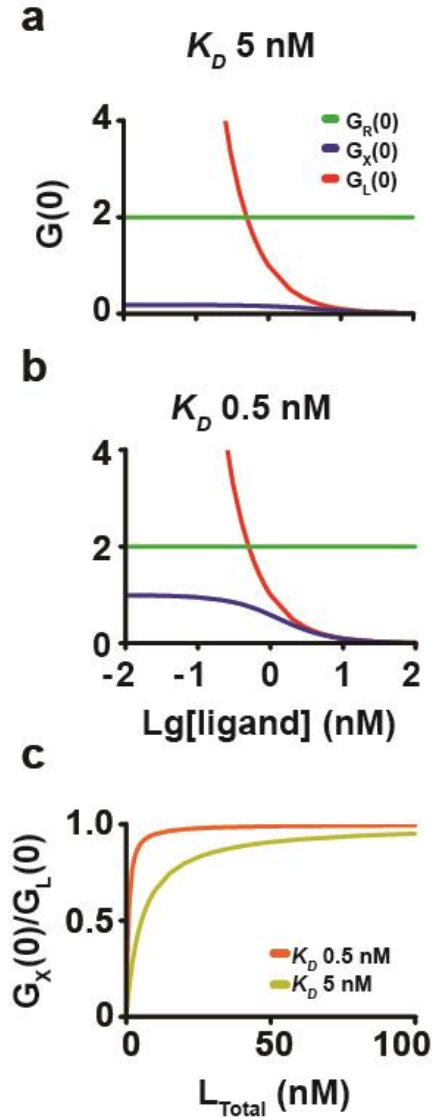 a
K_D 5 nM
4
2
0
G(0)
G_R(0)
G_X(0)
G_L(0)
b
K_D 0.5 nM
4
2
0
-2 -1 0 1 2
Lg[ligand] (nM)
c
1.0
0.5
0
G_X(0)/G_L(0)
K_D 0.5 nM
K_D 5 nM
0 50 100
L_Total (nM)